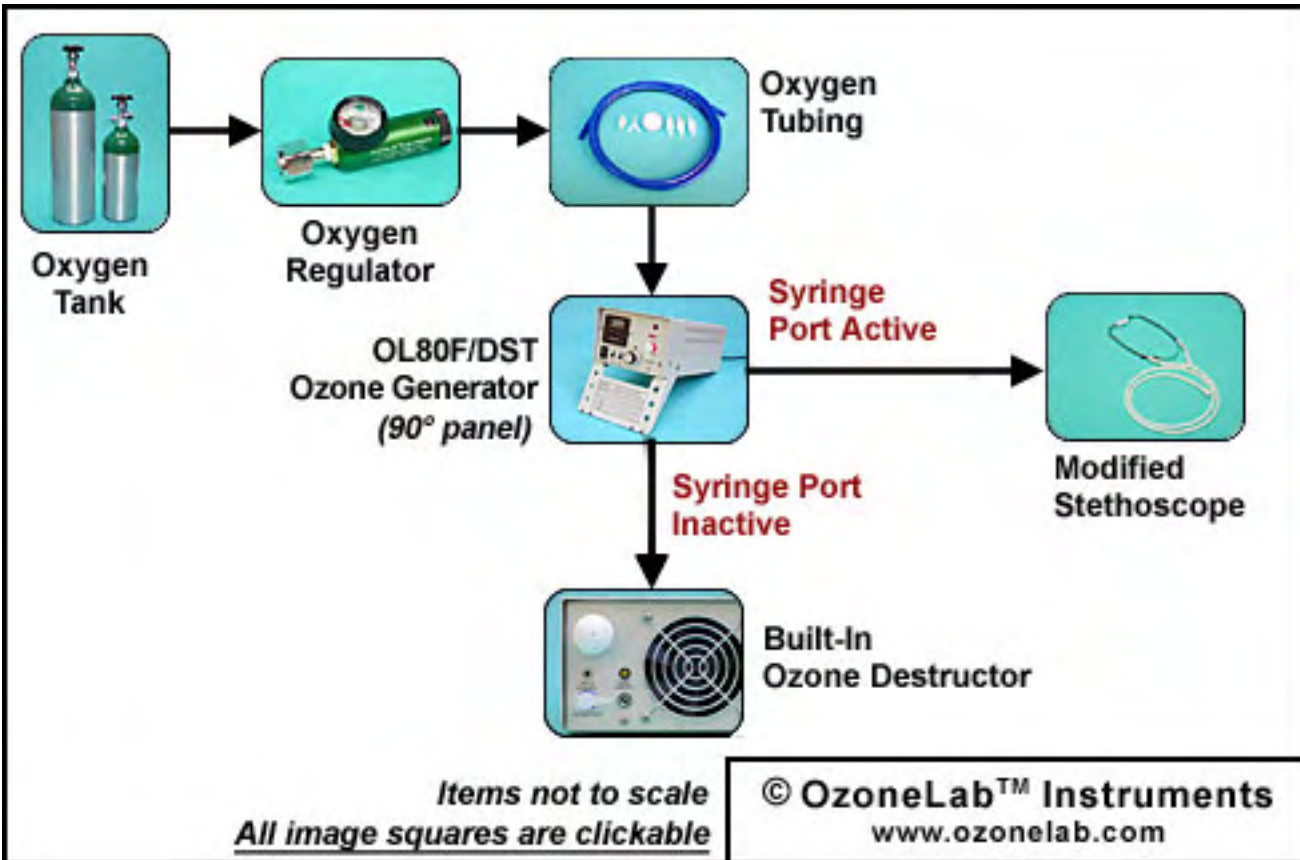 Oxygen
Tank
Oxygen
Regulator
Oxygen
Tubing
OL80F/DST
Ozone Generator
(90° panel)
Syringe
Port Active
Modified
Stethoscope
Syringe Port
Inactive
Built-In
Ozone Destructor
Items not to scale
All image squares are clickable
© OzoneLab™ Instruments
www.ozonelab.com